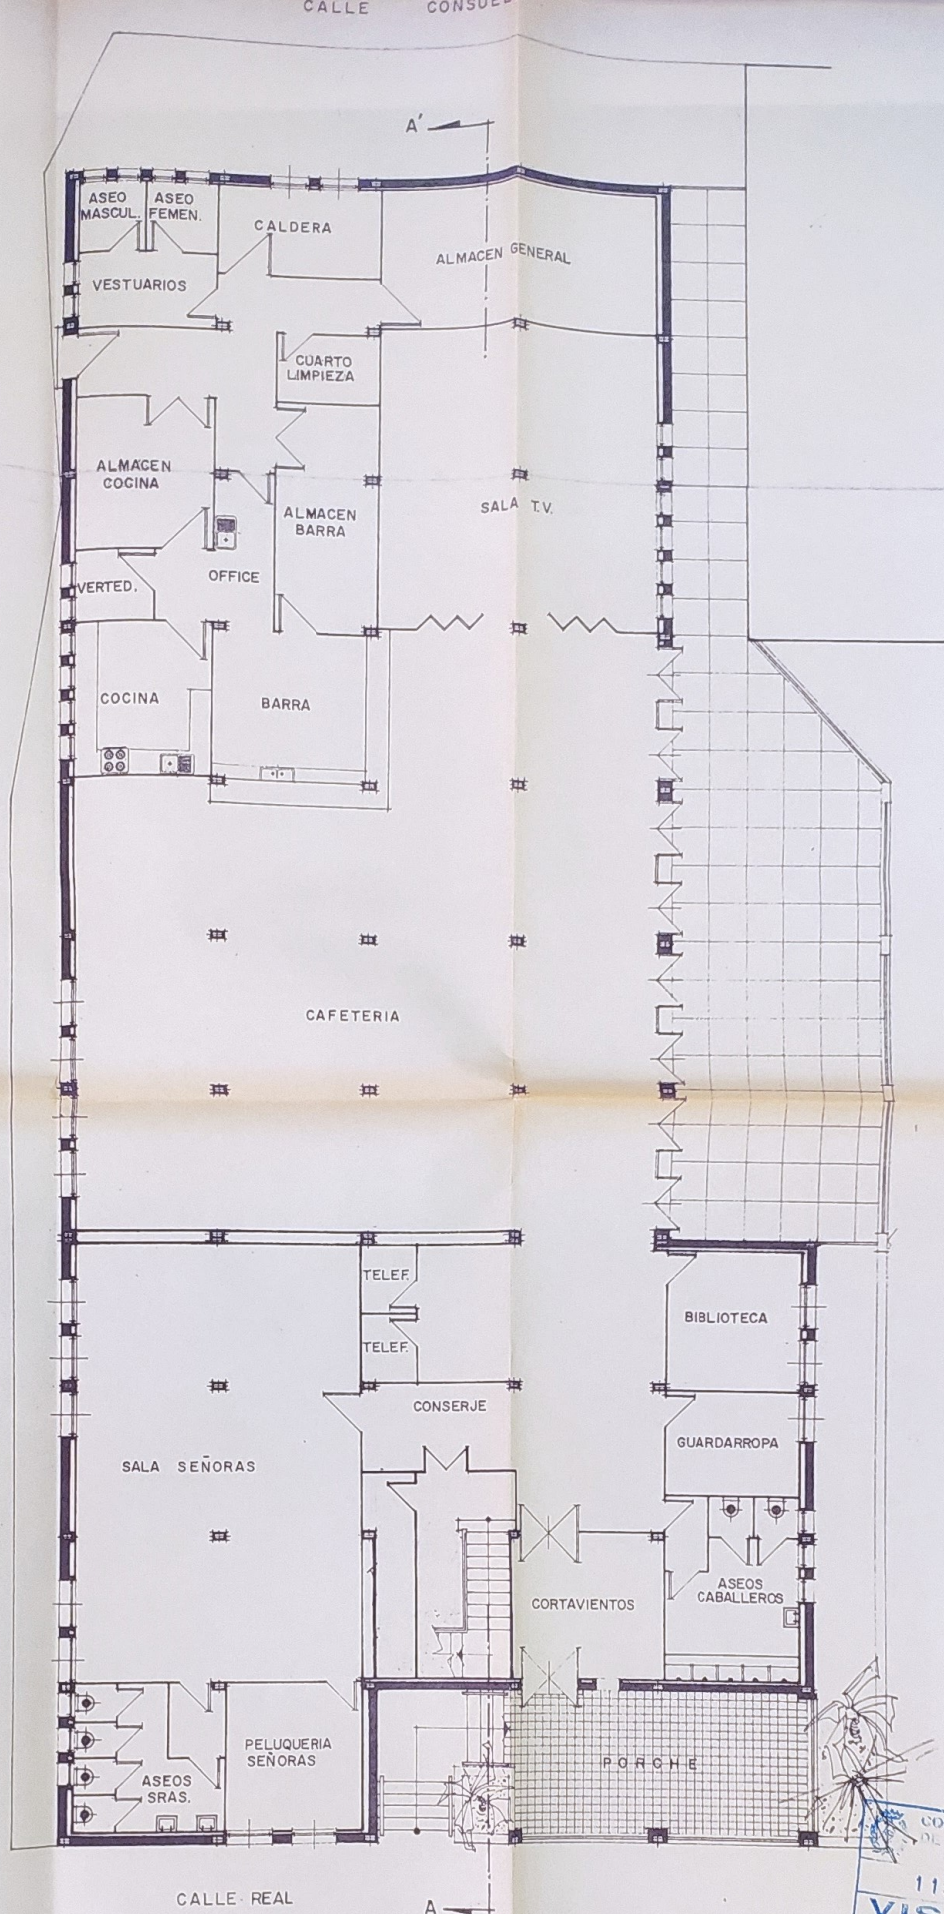 CALLE
A'
ASEO
MASCUL.
ASEO
FEMEN.
CALDERA
ALMACEN GENERAL
VESTUARIOS
CUARTO
LIMPIEZA
ALMACEN
COCINA
ALMACEN
BARRA
SALA T.V.
VERTED.
OFFICE
COCINA
BARRA
CAFETERIA
TELEF.
TELEF.
BIBLIOTECA
CONSERJE
GUARDARROPA
SALA SEÑORAS
ASEOS
CABALLEROS
CORTAVIENTOS
PELUQUERIA
SEÑORAS
PORCHE
ASEOS
SRAS.
CALLE REAL
A